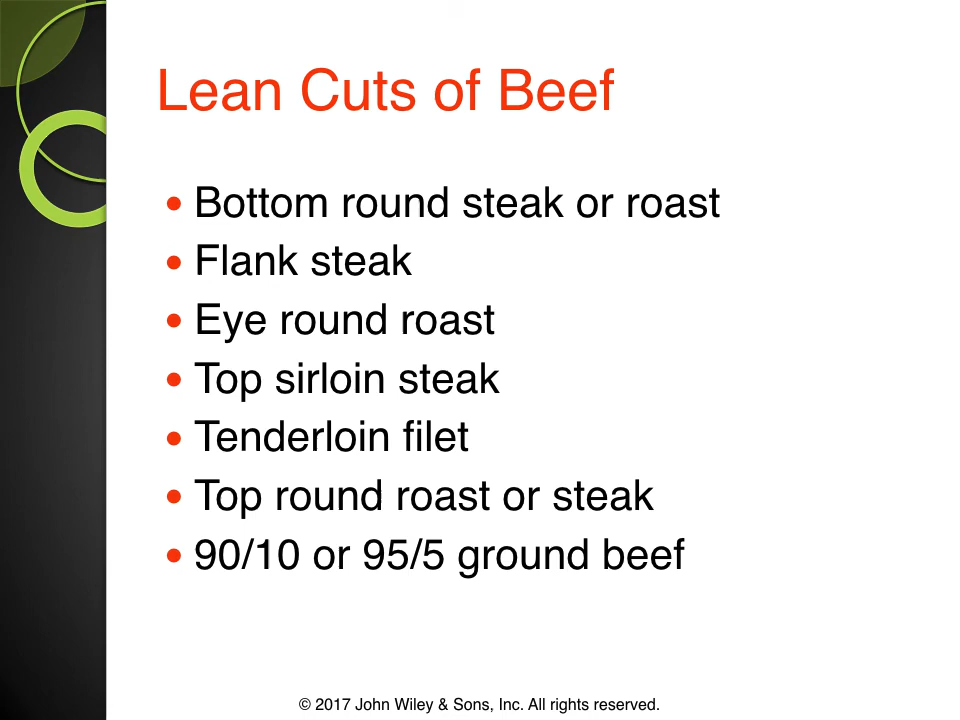 Lean Cuts of Beef
• Bottom round steak or roast
• Flank steak
• Eye round roast
• Top sirloin steak
• Tenderloin filet
• Top round roast or steak
• 90/10 or 95/5 ground beef
© 2017 John Wiley & Sons, Inc. All rights reserved.